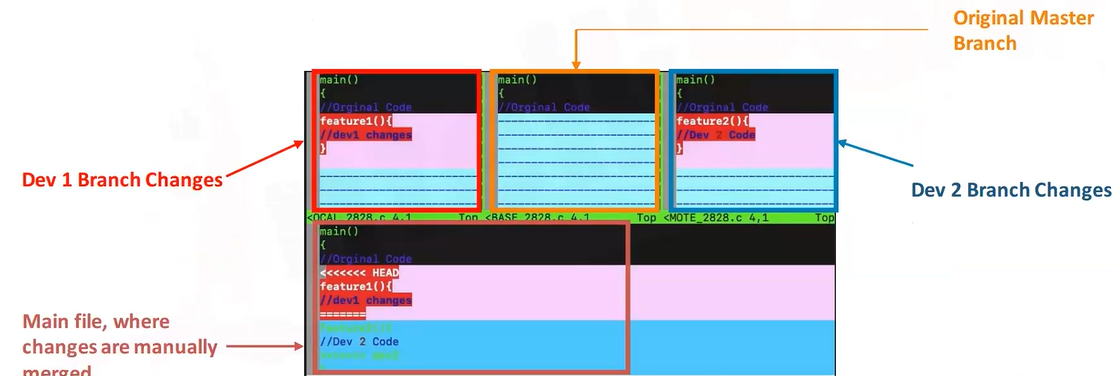 Original Master
Branch
main()
{
//Orginal Code
feature1(){
//dev1 changes
}
main()
{
//Orginal Code
main()
{
//Orginal Code
feature2(){
//Dev 2 Code
}
Dev 1 Branch Changes
Dev 2 Branch Changes
<OCAL_2828.c 4,1 Top <BASE_2828.c 4,1 Top <MOTE_2828.c 4,1 Top
main()
{
//Orginal Code
<<<<<<< HEAD
feature1(){
//dev1 changes
=======
feature2(){
//Dev 2 Code
Main file, where
changes are manually
merged